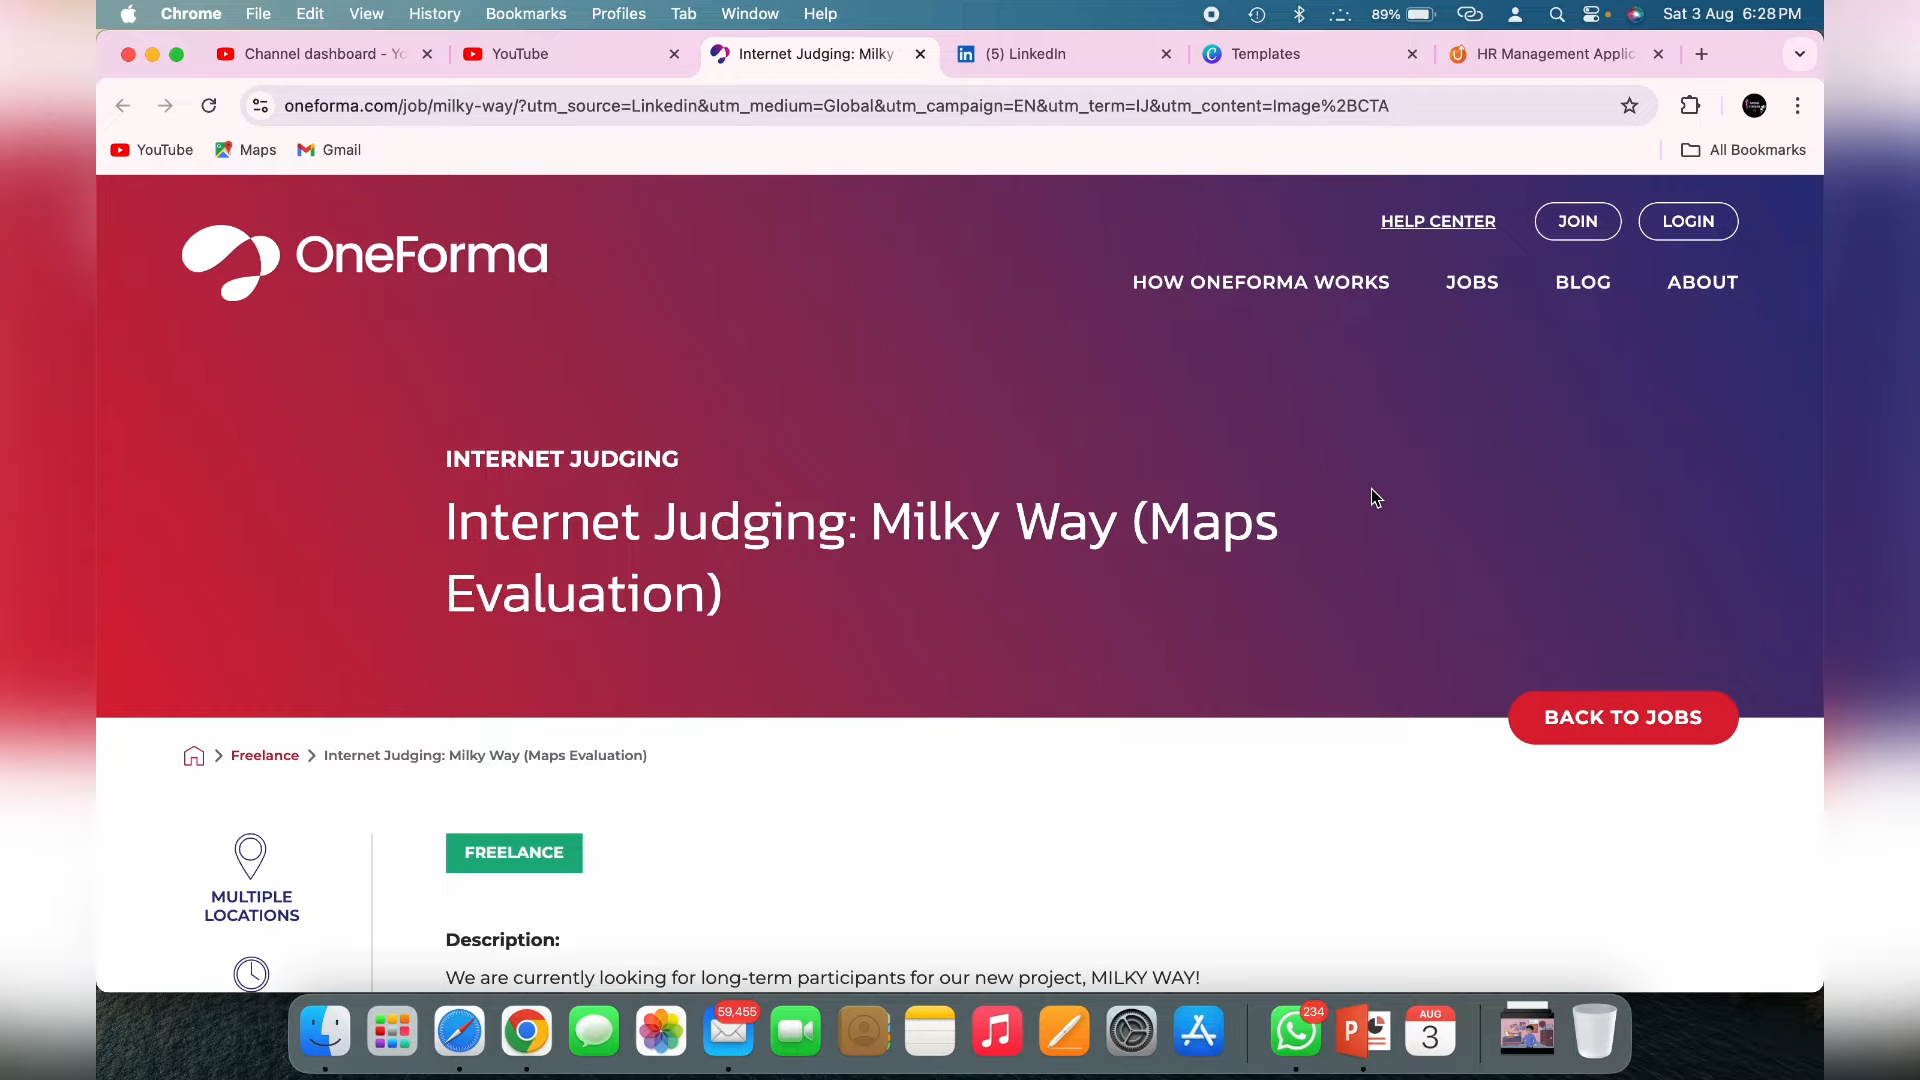 Chrome File Edit View History Bookmarks Profiles Tab Window Help 89% Sat 3 Aug 6:28 PM
Channel dashboard - Yo YouTube Internet Judging: Milky (5) LinkedIn Templates HR Management Applic
oneforma.com/job/milky-way/?utm_source=Linkedin&utm_medium=Global&utm_campaign=EN&utm_term=IJ&utm_content=Image%2BCTA
YouTube Maps Gmail All Bookmarks
HELP CENTER JOIN LOGIN
OneForma
HOW ONEFORMA WORKS JOBS BLOG ABOUT
INTERNET JUDGING
Internet Judging: Milky Way (Maps
Evaluation)
BACK TO JOBS
Freelance Internet Judging: Milky Way (Maps Evaluation)
MULTIPLE
LOCATIONS
FREELANCE
Description:
We are currently looking for long-term participants for our new project, MILKY WAY!
59,455
234
P
AUG
3